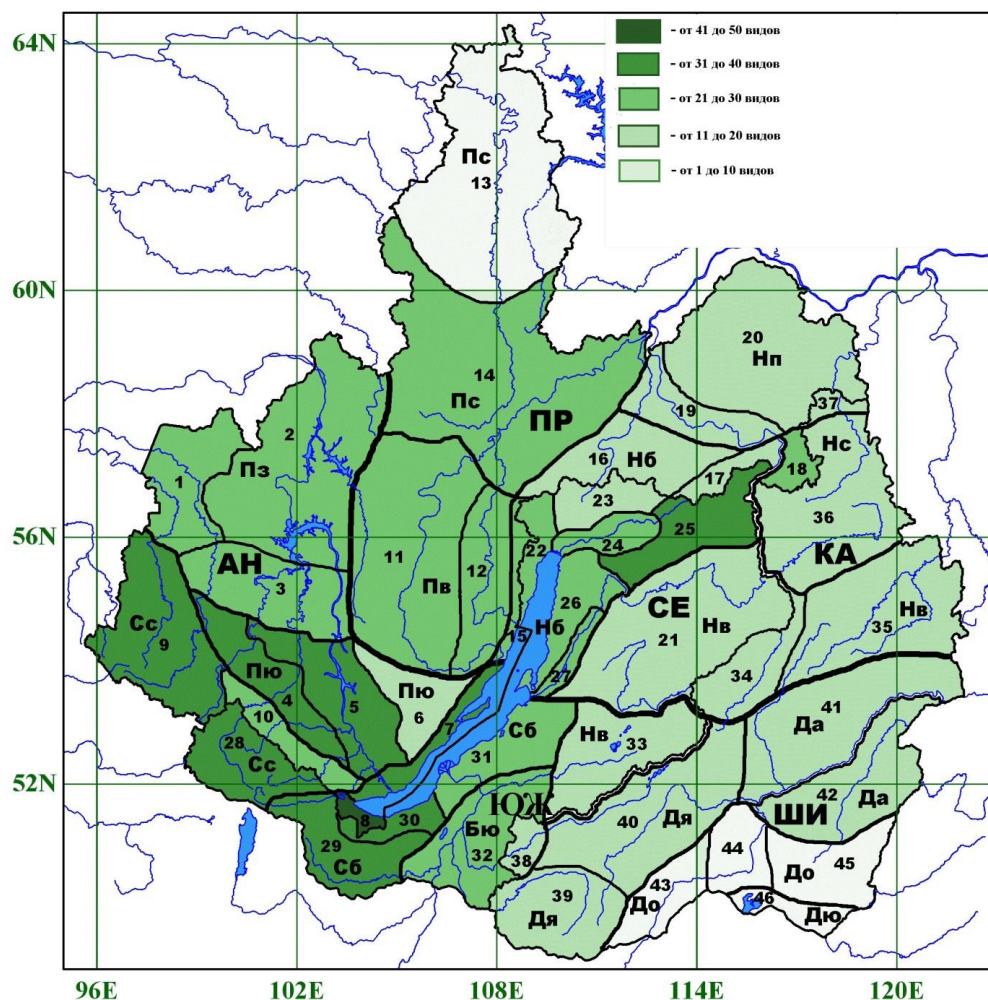 - от 41 до 50 видов
64N
- от 31 до 40 видов
- от 21 до 30 видов
- от 11 до 20 видов
Пс
13
- от 1 до 10 видов
60N
20
Нп
14
Пс
ПР
19
37
2
16
Нб
Нс
1
Пз
17
18
23
25
36
56N
22
24
АН
11
12
КА
3
Пв
26
СЕ
Сс
9
15
Нб
21
Нв
Нв
35
Пю
Пю
27
34
4
5
6
10
7
Сб
Да
41
28
Нв
33
Сс
31
52N
ЮЖ
42
Да
8
30
ШИ
Бю
40
Дя
29
32
38
44
45
Сб
39
43
До
Дя
До
46
Дю
96E
102E
108E
114E
120E